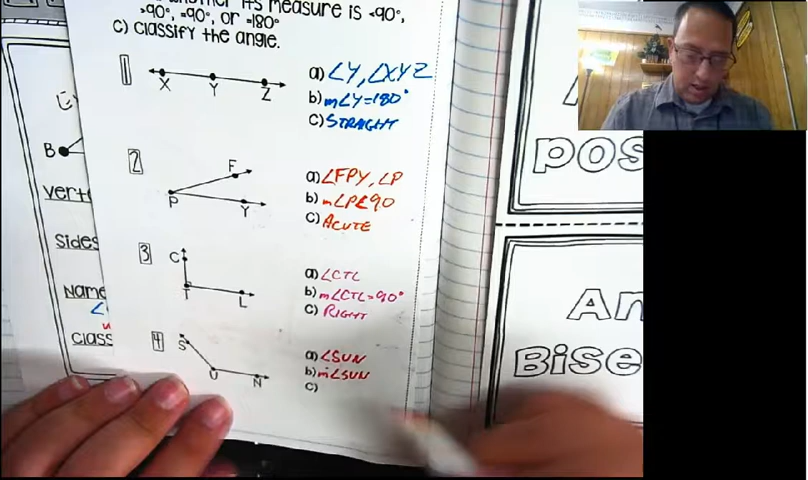 its measure is <90°,
>90°, =90°, or =180°
c) Classify the angle.
1
X Y Z
a) ∠Y, ∠XYZ
b) m∠Y=180°
c) STRAIGHT
2
F
P
Y
a) ∠FPY, ∠P
b) m∠P<90
c) ACUTE
3
C
T
L
a) ∠CTL
b) m∠CTL=90°
c) RIGHT
4
S
U
N
a) ∠SUN
b) m∠SUN
c)
B
Vert
Sides
Name
Class
pos
An
Bise